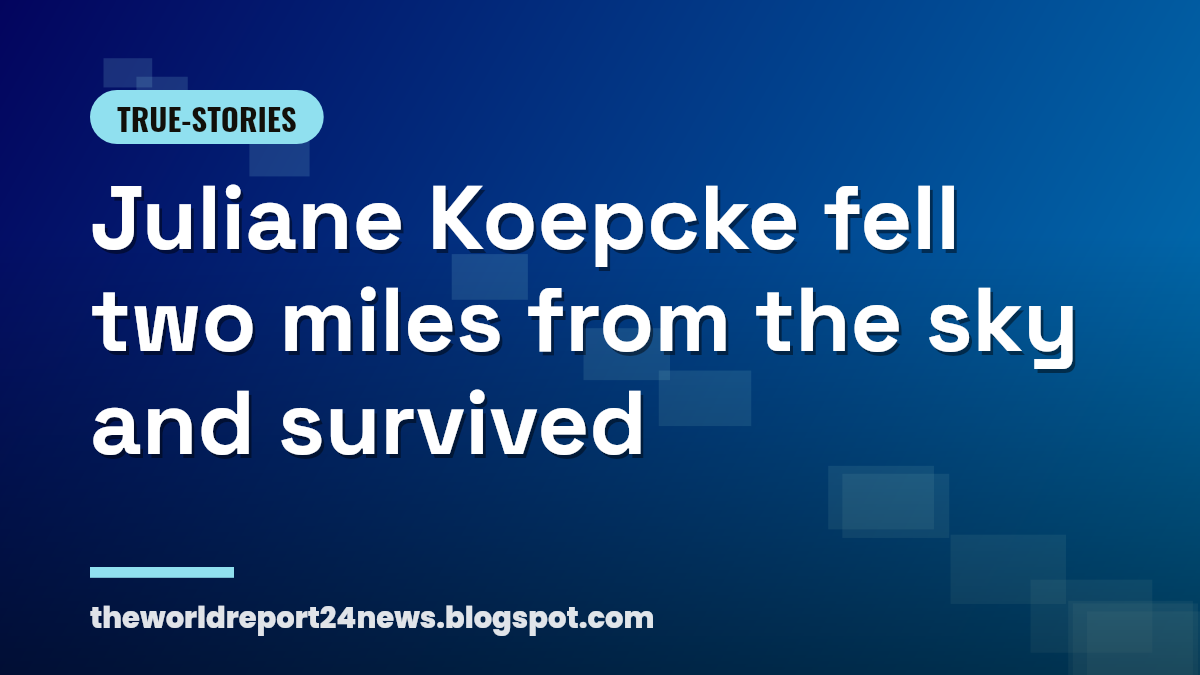 TRUE-STORIES
Juliane Koepcke fell
two miles from the sky
and survived
theworldreport24news.blogspot.com